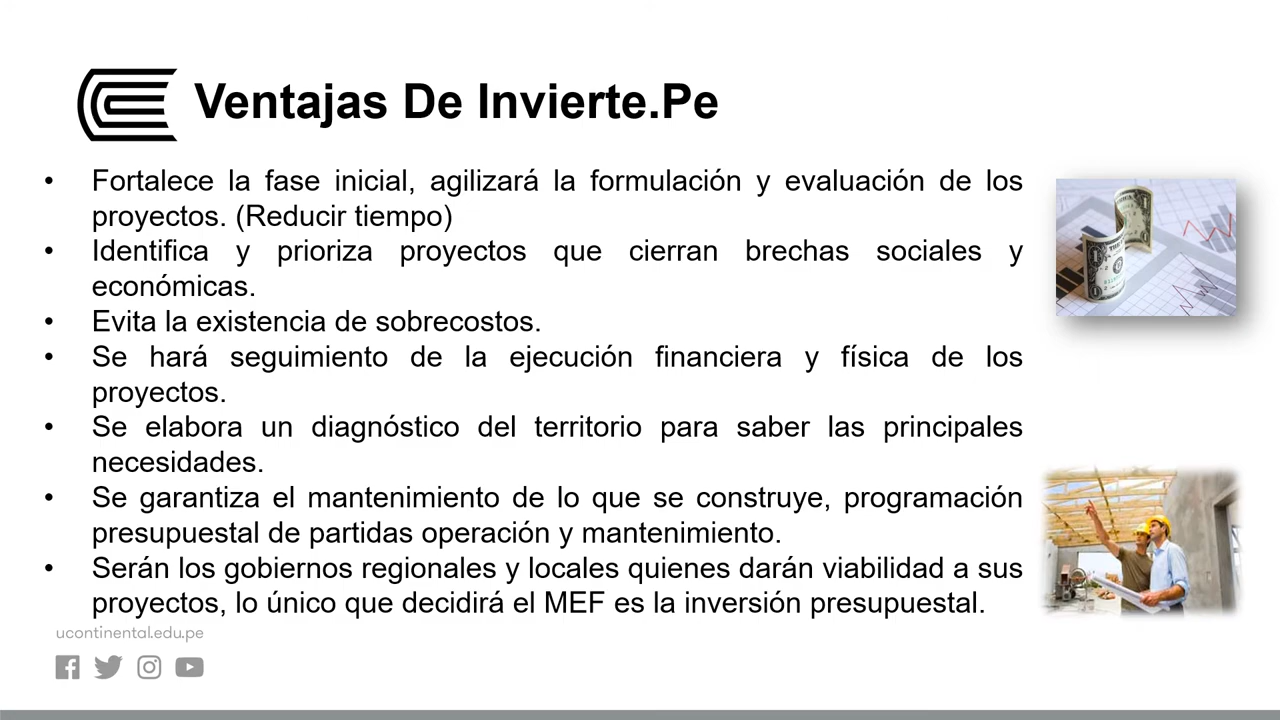 Ventajas De Invierte.Pe
• Fortalece la fase inicial, agilizará la formulación y evaluación de los
proyectos. (Reducir tiempo)
• Identifica y prioriza proyectos que cierran brechas sociales y
económicas.
• Evita la existencia de sobrecostos.
• Se hará seguimiento de la ejecución financiera y física de los
proyectos.
• Se elabora un diagnóstico del territorio para saber las principales
necesidades.
• Se garantiza el mantenimiento de lo que se construye, programación
presupuestal de partidas operación y mantenimiento.
• Serán los gobiernos regionales y locales quienes darán viabilidad a sus
proyectos, lo único que decidirá el MEF es la inversión presupuestal.
ucontinental.edu.pe